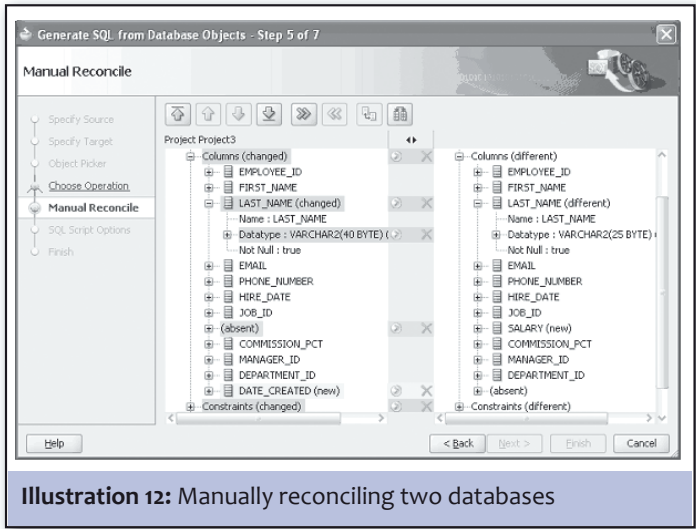 Generate SQL from Database Objects - Step 5 of 7
Manual Reconcile
Specify Source
Specify Target
Object Picker
Choose Operation
Manual Reconcile
SQL Script Options
Finish
Project Project3
Columns (changed)
EMPLOYEE_ID
FIRST_NAME
LAST_NAME (changed)
Name : LAST_NAME
Datatype : VARCHAR2(40 BYTE) (
Not Null : true
EMAIL
PHONE_NUMBER
HIRE_DATE
JOB_ID
(absent)
COMMISSION_PCT
MANAGER_ID
DEPARTMENT_ID
DATE_CREATED (new)
Constraints (changed)
Columns (different)
EMPLOYEE_ID
FIRST_NAME
LAST_NAME (different)
Name : LAST_NAME
Datatype : VARCHAR2(25 BYTE)
Not Null : true
EMAIL
PHONE_NUMBER
HIRE_DATE
JOB_ID
SALARY (new)
COMMISSION_PCT
MANAGER_ID
DEPARTMENT_ID
(absent)
Constraints (different)
Help
< Back
Next >
Finish
Cancel
Illustration 12: Manually reconciling two databases